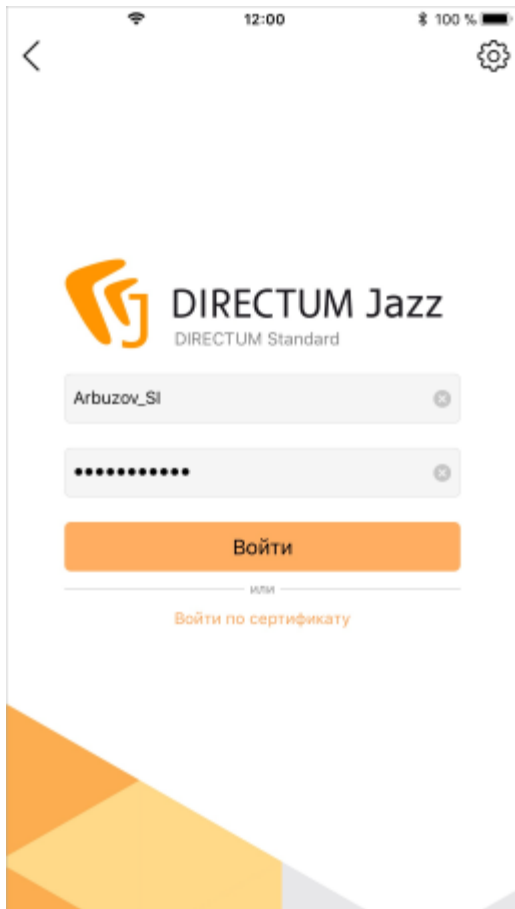 12:00
100 %
DIRECTUM Jazz
DIRECTUM Standard
Arbuzov_SI
•••••••••••
Войти
или
Войти по сертификату